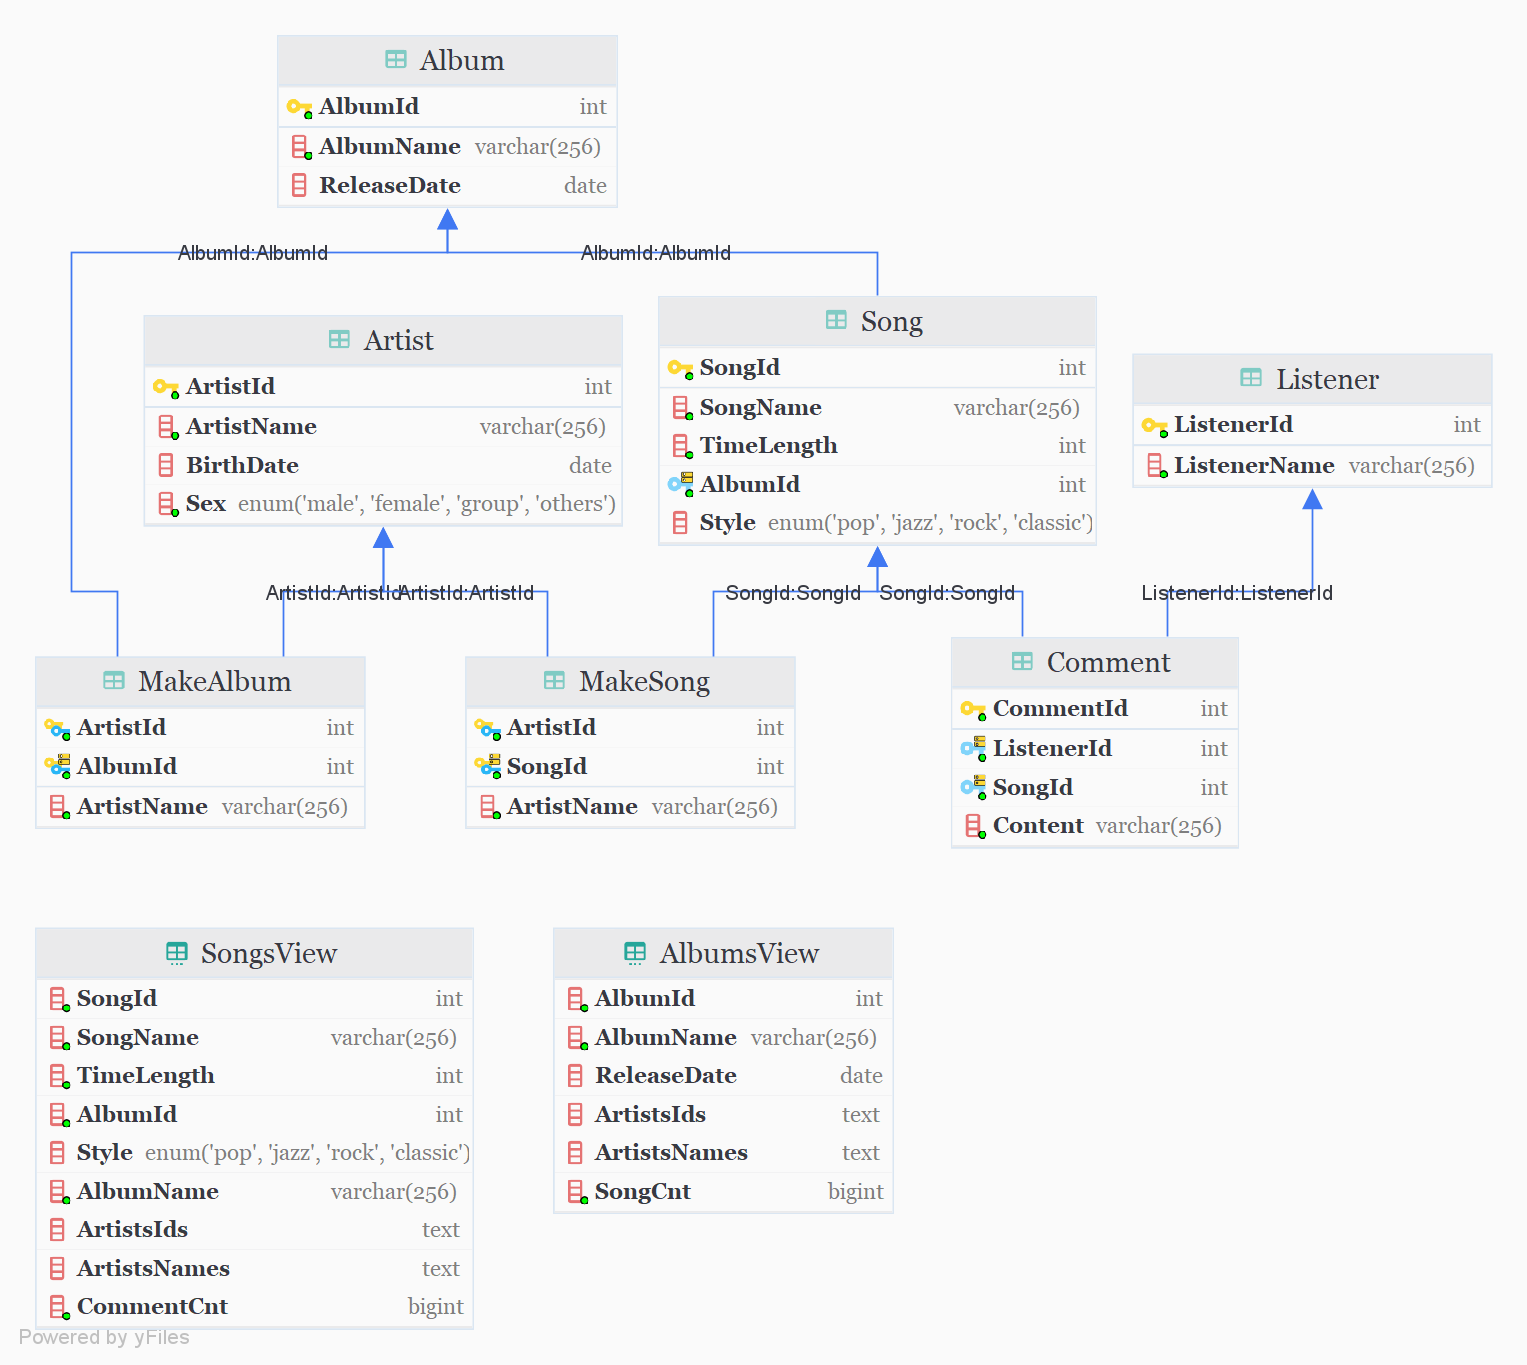 Album
AlbumId int
AlbumName varchar(256)
ReleaseDate date
AlbumId:AlbumId AlbumId:AlbumId
Artist
ArtistId int
ArtistName varchar(256)
BirthDate date
Sex enum('male', 'female', 'group', 'others')
Song
SongId int
SongName varchar(256)
TimeLength int
AlbumId int
Style enum('pop', 'jazz', 'rock', 'classic')
Listener
ListenerId int
ListenerName varchar(256)
ArtistId:ArtistId ArtistId:ArtistId SongId:SongId SongId:SongId ListenerId:ListenerId
MakeAlbum
ArtistId int
AlbumId int
ArtistName varchar(256)
MakeSong
ArtistId int
SongId int
ArtistName varchar(256)
Comment
CommentId int
ListenerId int
SongId int
Content varchar(256)
SongsView
SongId int
SongName varchar(256)
TimeLength int
AlbumId int
Style enum('pop', 'jazz', 'rock', 'classic')
AlbumName varchar(256)
ArtistsIds text
ArtistsNames text
CommentCnt bigint
AlbumsView
AlbumId int
AlbumName varchar(256)
ReleaseDate date
ArtistsIds text
ArtistsNames text
SongCnt bigint
Powered by yFiles